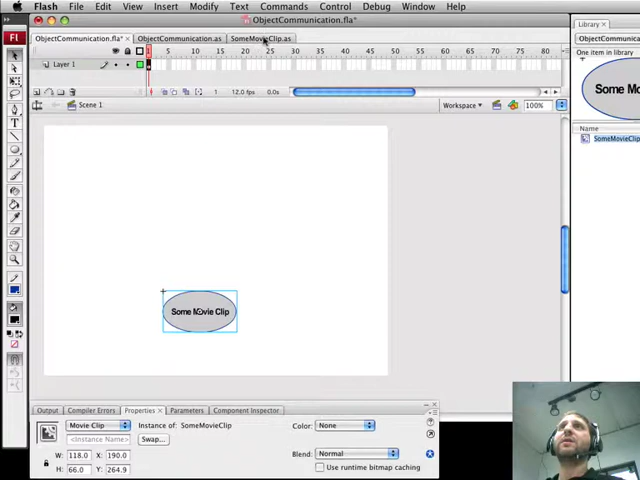 Flash File Edit View Insert Modify Text Commands Control Debug Window Help
ObjectCommunication.fla*
Library
ObjectCommunication.fla* × ObjectCommunication.as SomeMovieClip.as
5 10 15 20 25 30 35 40 45 50 55 60 65 70 75 80
Layer 1
1 12.0 fps 0.0s
Scene 1
Workspace
100%
ObjectCommunicatio
One item in library
Some Mo
Name
SomeMovieClip
Some Movie Clip
Output Compiler Errors Properties × Parameters Component Inspector
Movie Clip Instance of: SomeMovieClip Color: None
<Instance Name> Swap...
W: 118.0 X: 190.0 Blend: Normal
H: 66.0 Y: 264.9 Use runtime bitmap caching